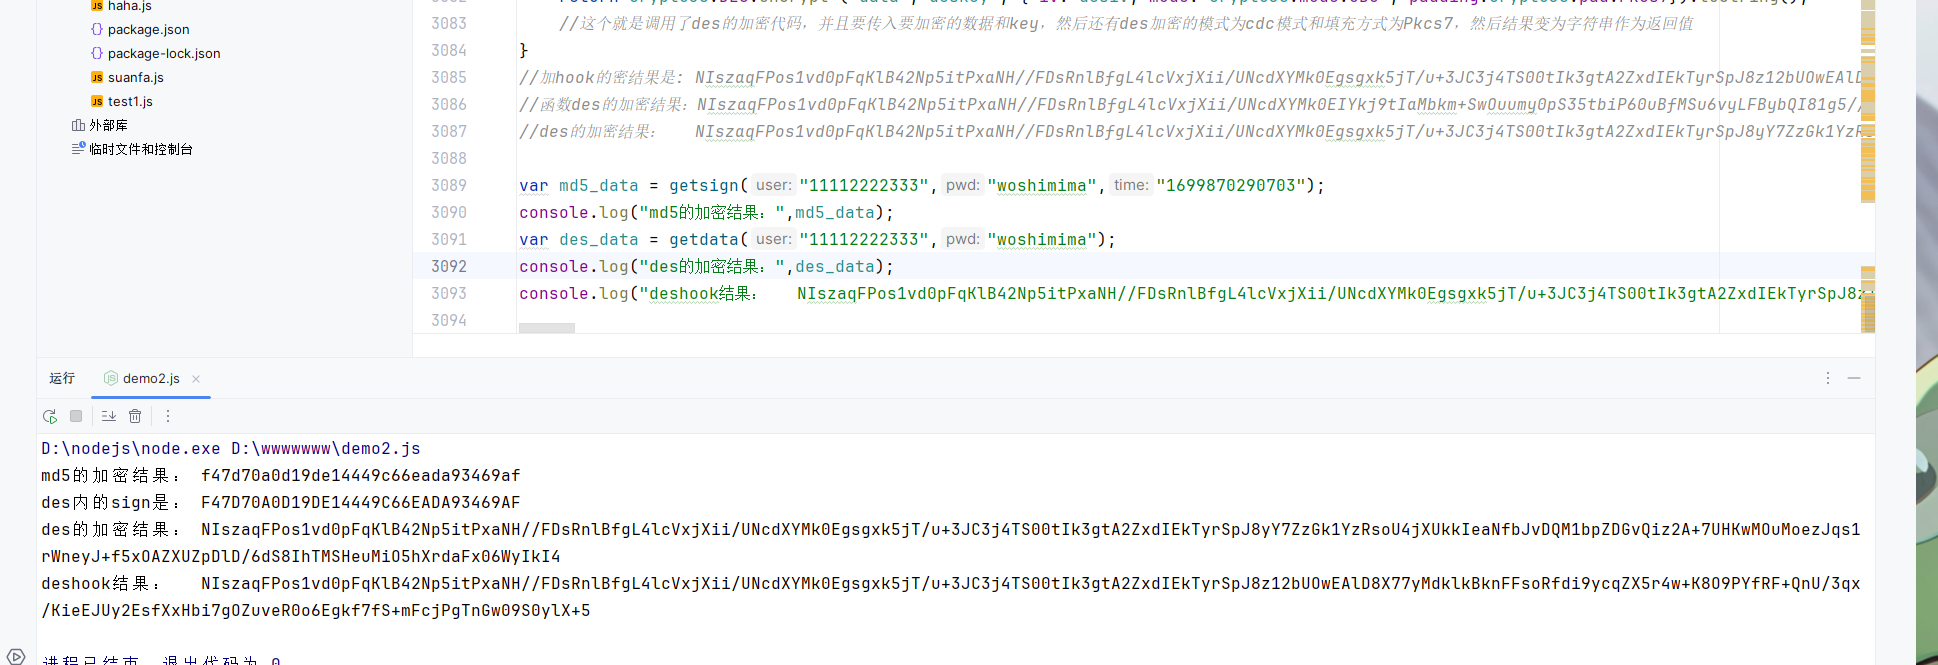 haha.js
package.json
package-lock.json
suanfa.js
test1.js
外部库
临时文件和控制台
3083 //这个就是调用了des的加密代码，并且要传入要加密的数据和key，然后还有des加密的模式为cdc模式和填充方式为Pkcs7，然后结果变为字符串作为返回值
3084 }
3085 //加hook的密结果是: NIszaqFPos1vd0pFqKlB42Np5itPxaNH//FDsRnlBfgL4lcVxjXii/UNcdXYMk0Egsgxk5jT/u+3JC3j4TS00tIk3gtA2ZxdIEkTyrSpJ8z12bUOwEAlD
3086 //函数des的加密结果：NIszaqFPos1vd0pFqKlB42Np5itPxaNH//FDsRnlBfgL4lcVxjXii/UNcdXYMk0EIYkj9tIaMbkm+SwOuumy0pS35tbiP60uBfMSu6vyLFBybQI81g5//
3087 //des的加密结果： NIszaqFPos1vd0pFqKlB42Np5itPxaNH//FDsRnlBfgL4lcVxjXii/UNcdXYMk0Egsgxk5jT/u+3JC3j4TS00tIk3gtA2ZxdIEkTyrSpJ8yY7ZzGk1YzRs
3088
3089 var md5_data = getsign( user: "11112222333", pwd: "woshimima", time: "1699870290703");
3090 console.log("md5的加密结果：",md5_data);
3091 var des_data = getdata( user: "11112222333", pwd: "woshimima");
3092 console.log("des的加密结果：",des_data);
3093 console.log("deshook结果： NIszaqFPos1vd0pFqKlB42Np5itPxaNH//FDsRnlBfgL4lcVxjXii/UNcdXYMk0Egsgxk5jT/u+3JC3j4TS00tIk3gtA2ZxdIEkTyrSpJ8z
3094
运行 demo2.js
D:\nodejs\node.exe D:\wwwwwww\demo2.js
md5的加密结果： f47d70a0d19de14449c66eada93469af
des内的sign是： F47D70A0D19DE14449C66EADA93469AF
des的加密结果： NIszaqFPos1vd0pFqKlB42Np5itPxaNH//FDsRnlBfgL4lcVxjXii/UNcdXYMk0Egsgxk5jT/u+3JC3j4TS00tIk3gtA2ZxdIEkTyrSpJ8yY7ZzGk1YzRsoU4jXUkkIeaNfbJvDQM1bpZDGvQiz2A+7UHKwMOuMoezJqs1
rWneyJ+f5xOAZXUZpDlD/6dS8IhTMSHeuMiO5hXrdaFx06WyIkI4
deshook结果： NIszaqFPos1vd0pFqKlB42Np5itPxaNH//FDsRnlBfgL4lcVxjXii/UNcdXYMk0Egsgxk5jT/u+3JC3j4TS00tIk3gtA2ZxdIEkTyrSpJ8z12bUOwEAlD8X77yMdklkBknFFsoRfdi9ycqZX5r4w+K8O9PYfRF+QnU/3qx
/KieEJUy2EsfXxHbi7gOZuveR0o6Egkf7fS+mFcjPgTnGw09S0ylX+5
进程已结束，退出代码为 0